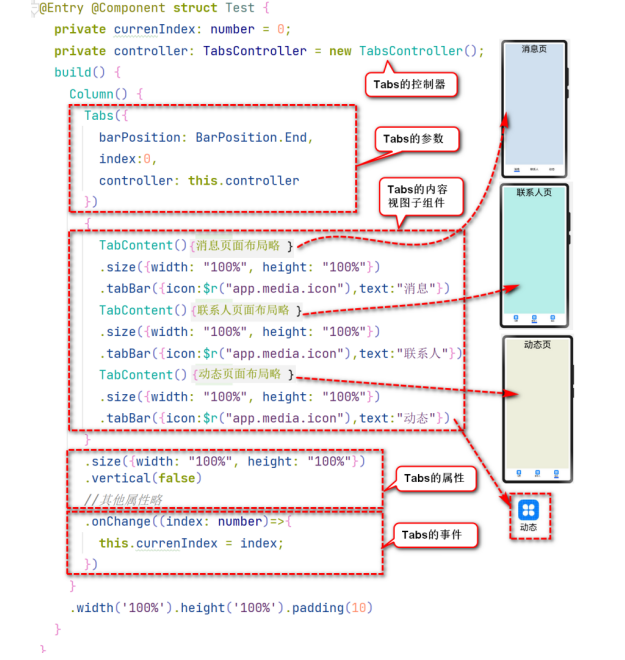 @Entry @Component struct Test {
private currenIndex: number = 0;
private controller: TabsController = new TabsController();
build() {
Tabs的控制器
Column() {
Tabs({
barPosition: BarPosition.End,
index:0,
controller: this.controller
})
Tabs的参数
{
Tabs的内容
视图子组件
TabContent(){消息页面布局略 }
.size({width: "100%", height: "100%"})
.tabBar({icon:$r("app.media.icon"),text:"消息"})
TabContent(){联系人页面布局略 }
.size({width: "100%", height: "100%"})
.tabBar({icon:$r("app.media.icon"),text:"联系人"})
TabContent(){动态页面布局略 }
.size({width: "100%", height: "100%"})
.tabBar({icon:$r("app.media.icon"),text:"动态"})
}
.size({width: "100%", height: "100%"})
.vertical(false)
//其他属性略
Tabs的属性
.onChange((index: number)=>{
this.currenIndex = index;
})
Tabs的事件
}
.width('100%').height('100%').padding(10)
}
}
消息页
联系人页
动态页
动态